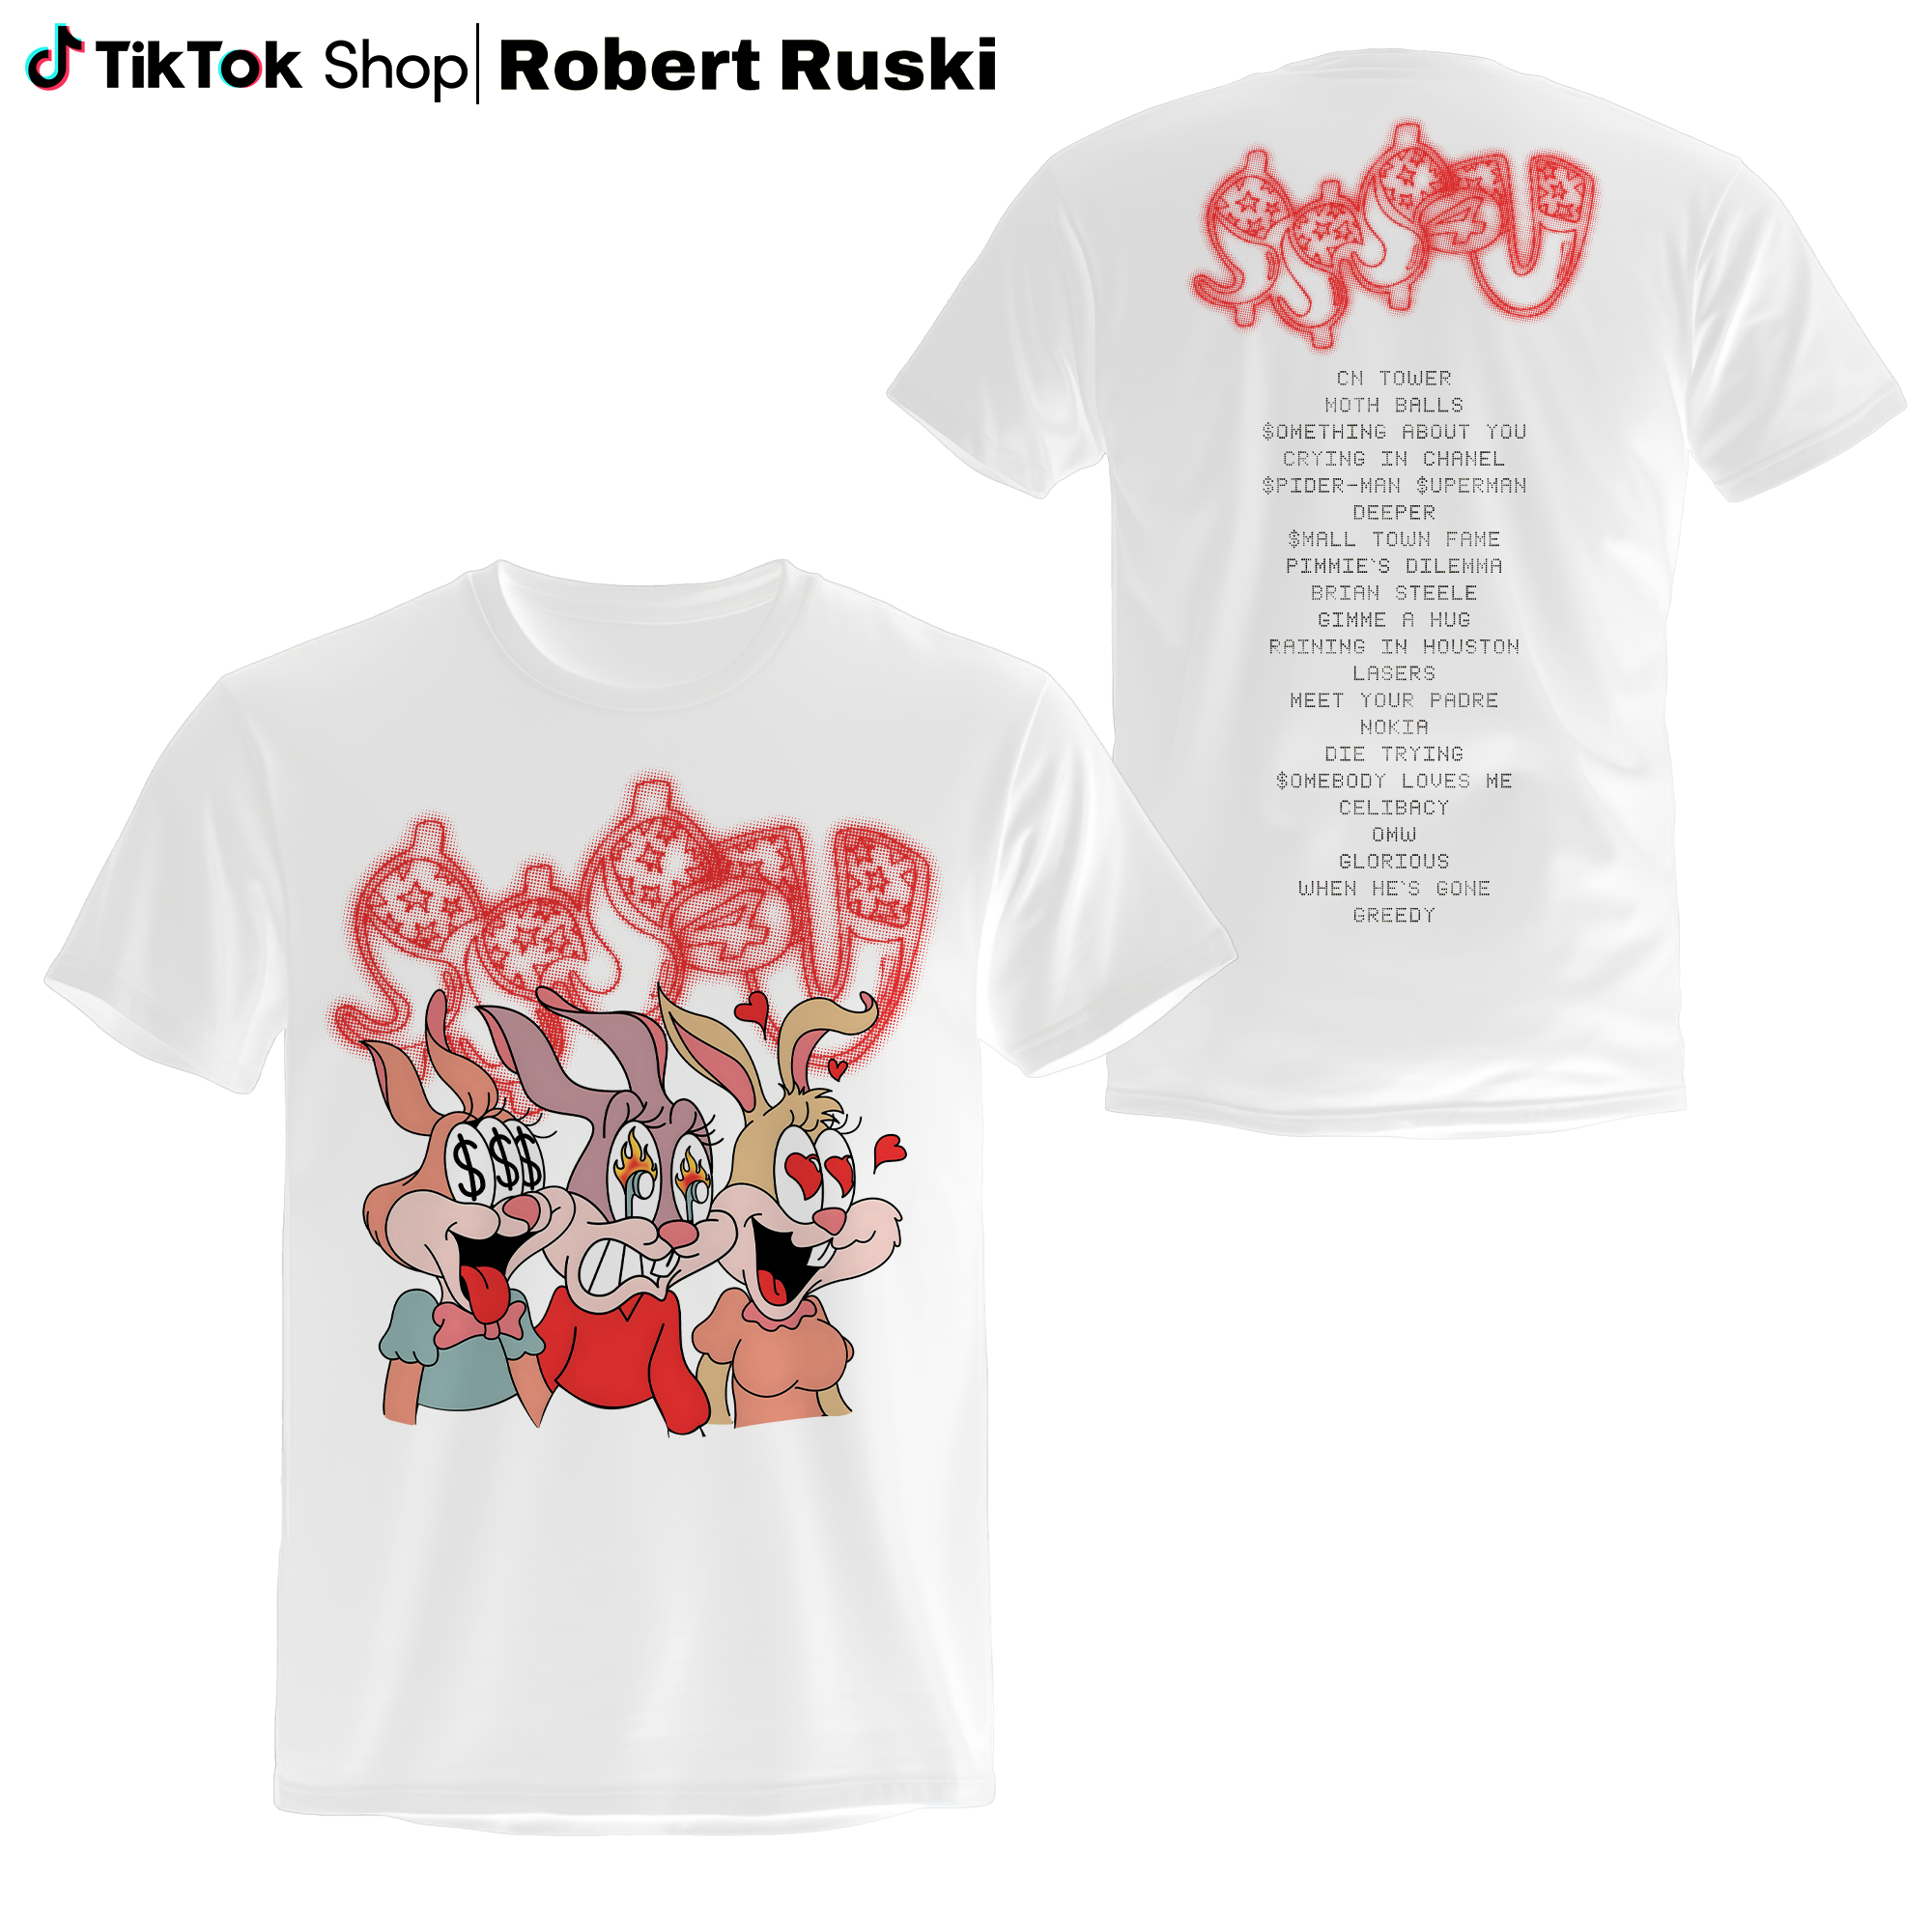 TikTok Shop | Robert Ruski
CN TOWER
MOTH BALLS
$OMETHING ABOUT YOU
CRYING IN CHANEL
$PIDER-MAN $UPERMAN
DEEPER
$MALL TOWN FAME
PIMMIE`S DILEMMA
BRIAN STEELE
GIMME A HUG
RAINING IN HOUSTON
LASERS
MEET YOUR PADRE
NOKIA
DIE TRYING
$OMEBODY LOVES ME
CELIBACY
OMW
GLORIOUS
WHEN HE`S GONE
GREEDY
$ $ $